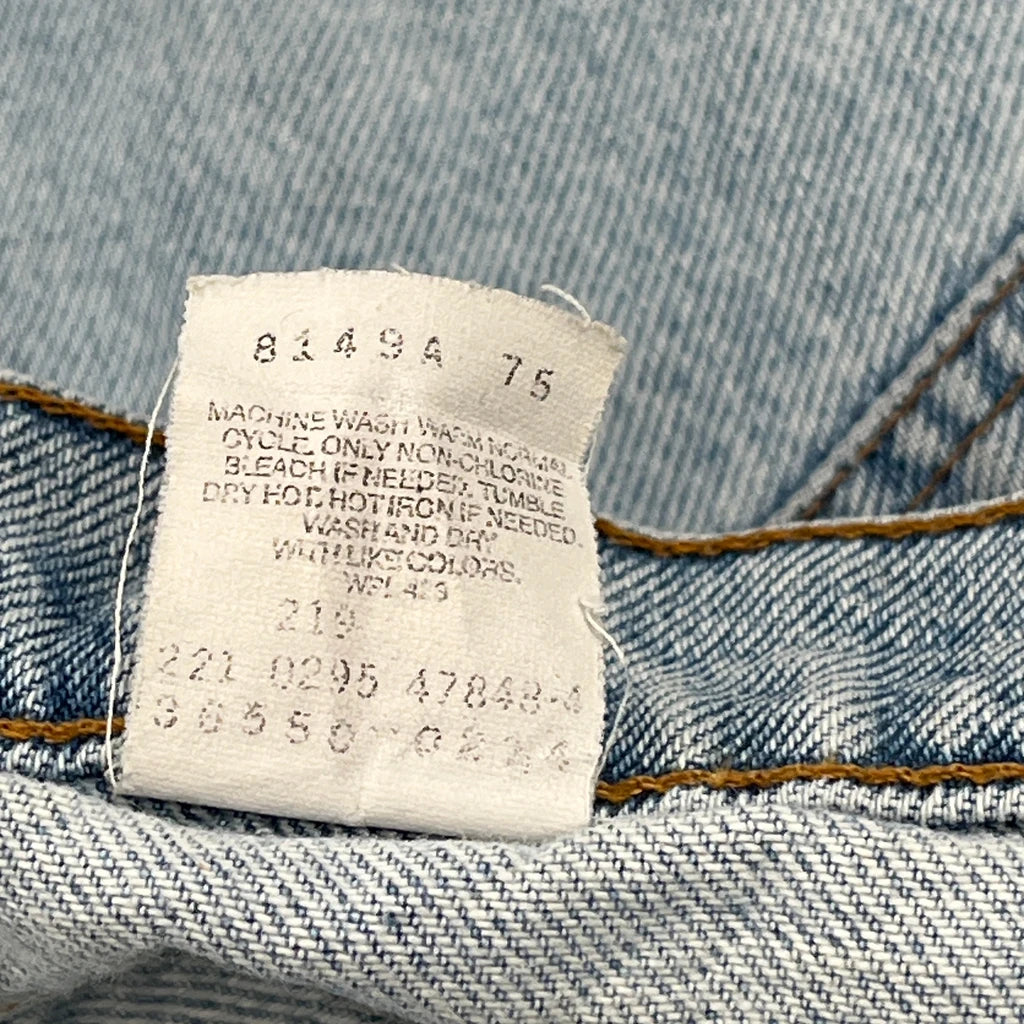 8149A 75
MACHINE WASH WARM NORMAL
CYCLE, ONLY NON-CHLORINE
BLEACH IF NEEDED. TUMBLE
DRY HOT. HOT IRON IF NEEDED.
WASH AND DRY
WITH LIKE COLORS.
WPL 423
219
221 0295 47848-4
36550-0214